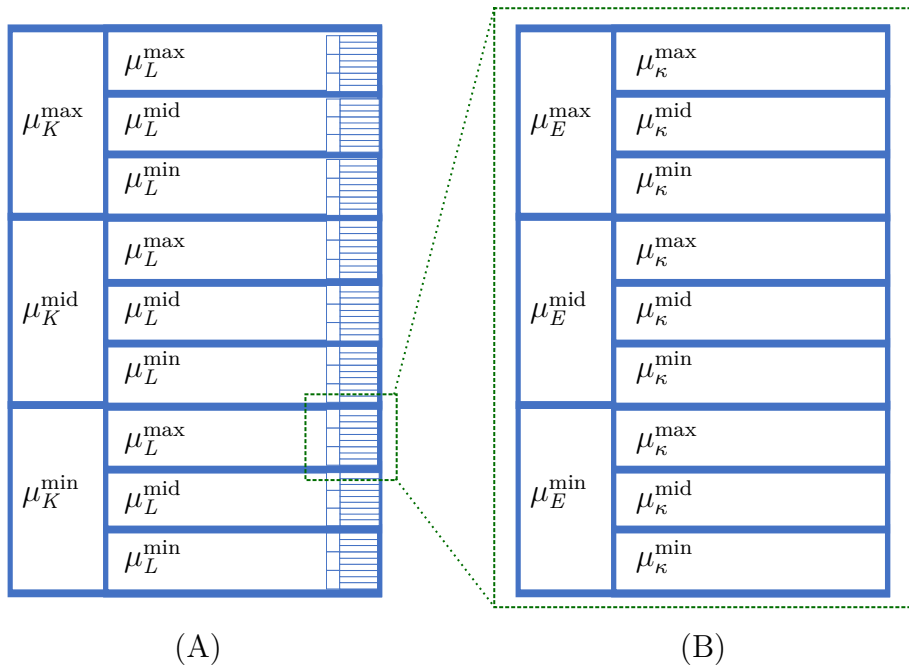 μ_K^max
μ_L^max
μ_L^mid
μ_L^min
μ_K^mid
μ_L^max
μ_L^mid
μ_L^min
μ_K^min
μ_L^max
μ_L^mid
μ_L^min
(A)
μ_E^max
μ_κ^max
μ_κ^mid
μ_κ^min
μ_E^mid
μ_κ^max
μ_κ^mid
μ_κ^min
μ_E^min
μ_κ^max
μ_κ^mid
μ_κ^min
(B)